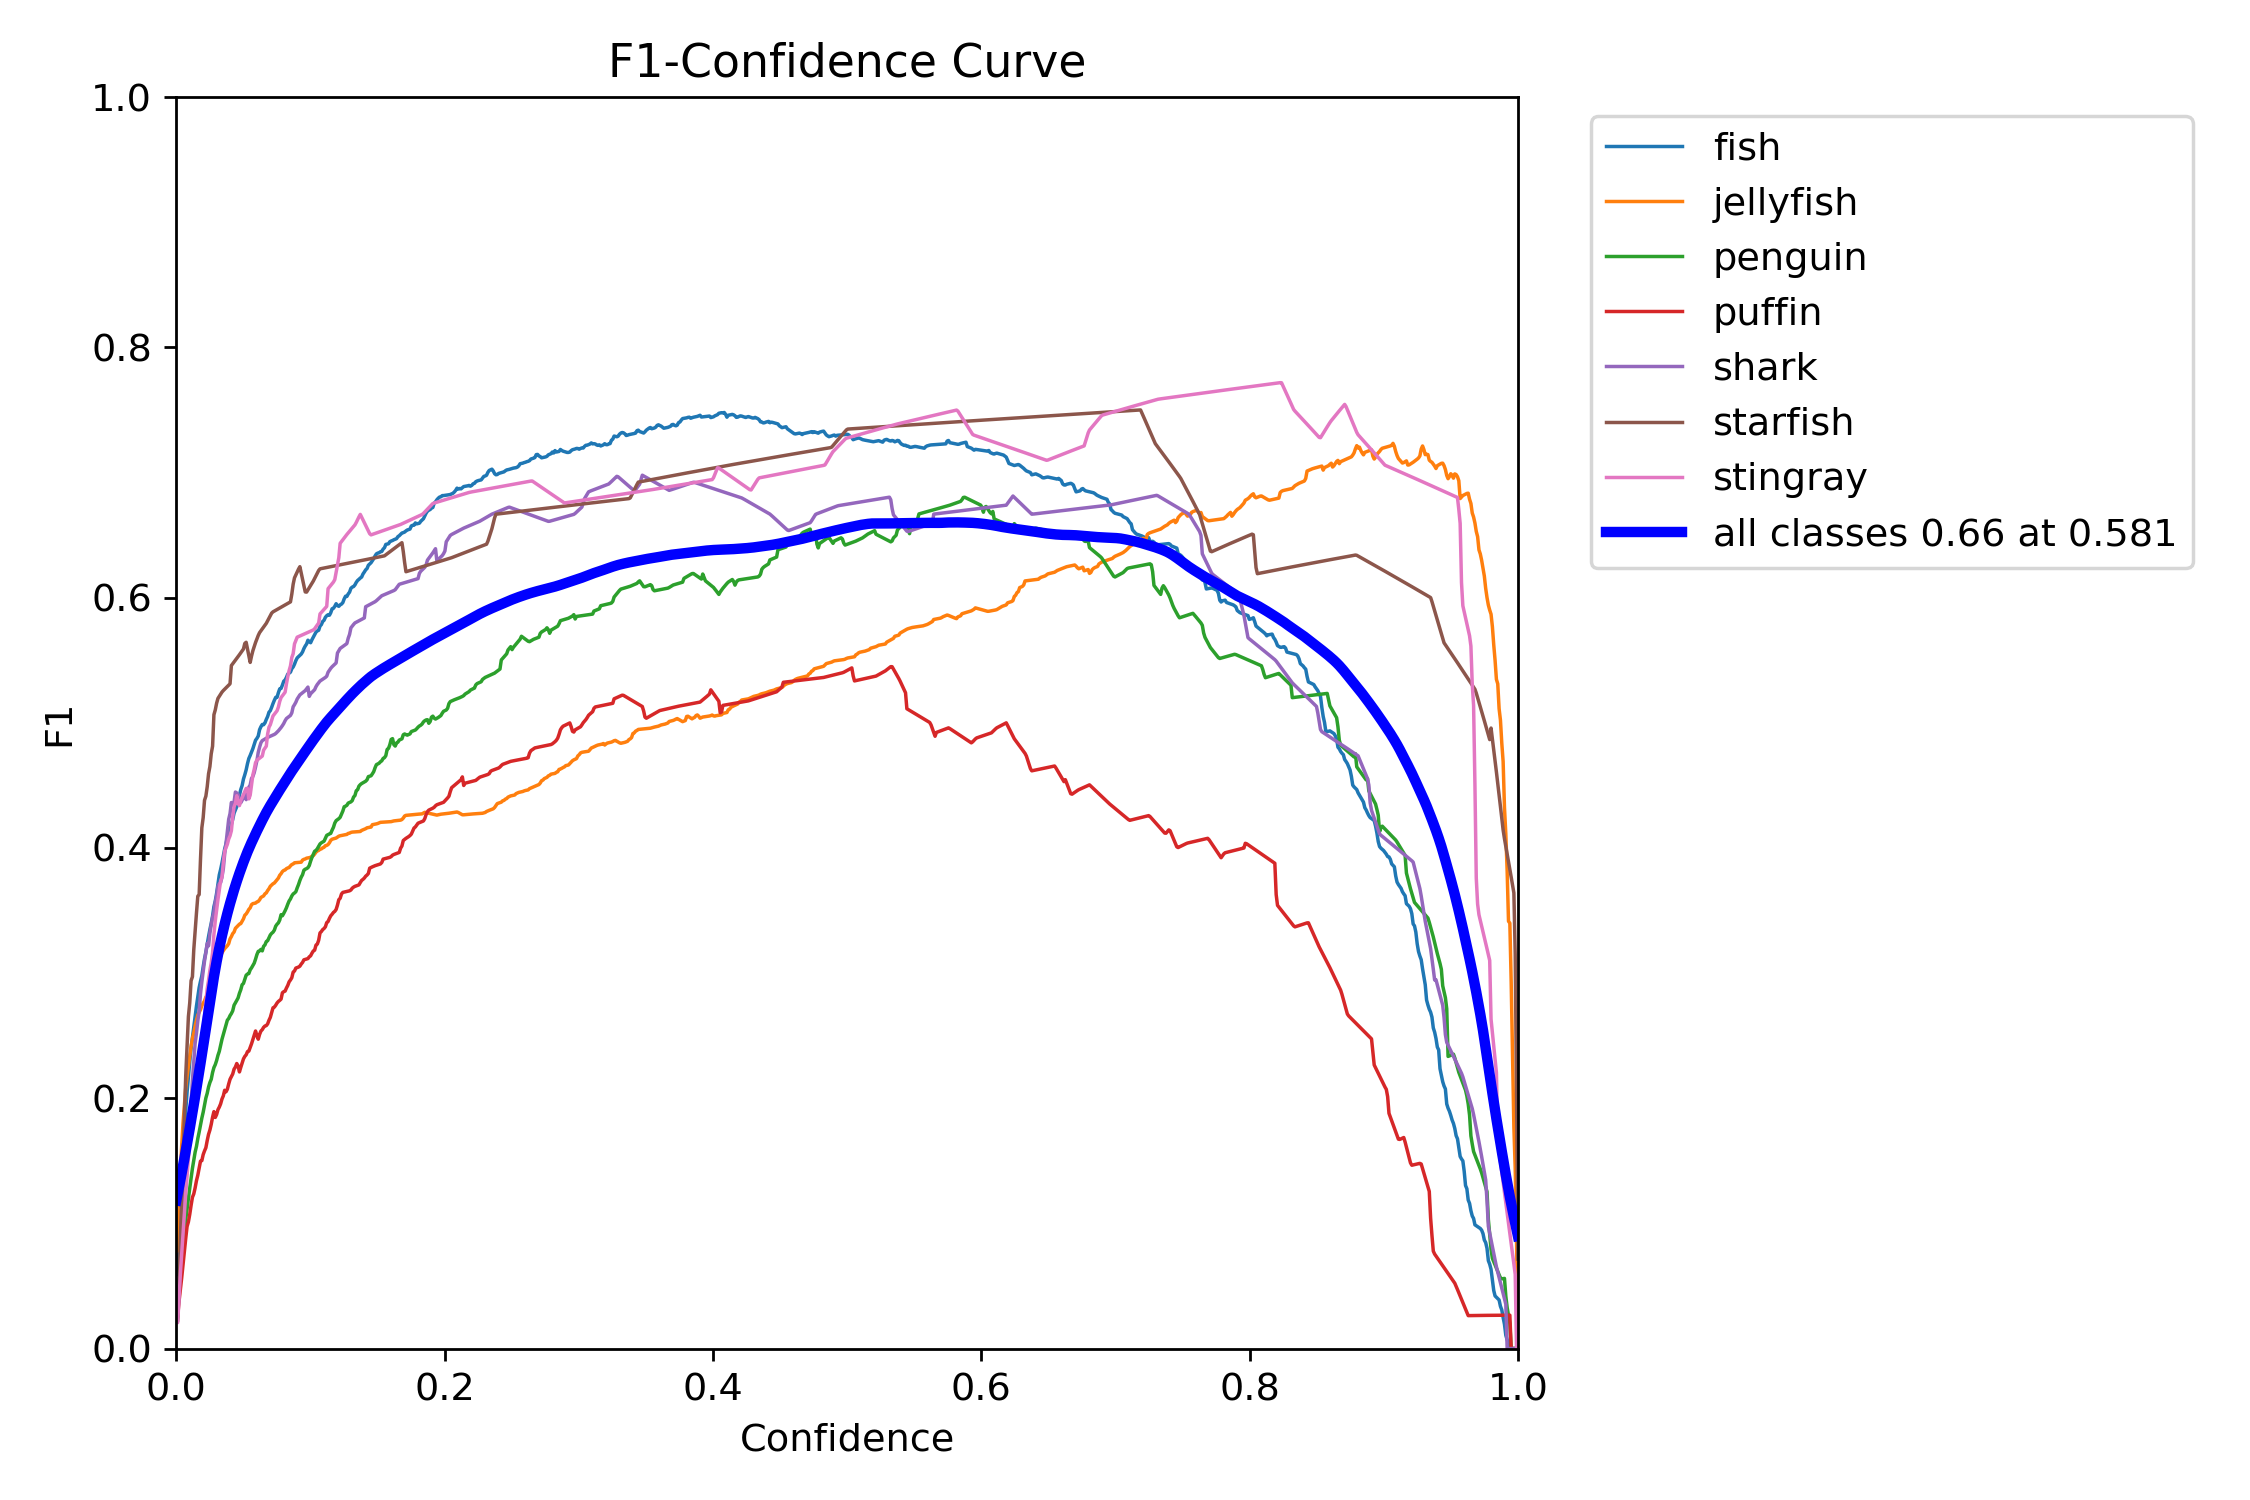 F1-Confidence Curve
1.0
0.8
0.6
0.4
0.2
0.0
F1
0.0 0.2 0.4 0.6 0.8 1.0
Confidence
fish
jellyfish
penguin
puffin
shark
starfish
stingray
all classes 0.66 at 0.581